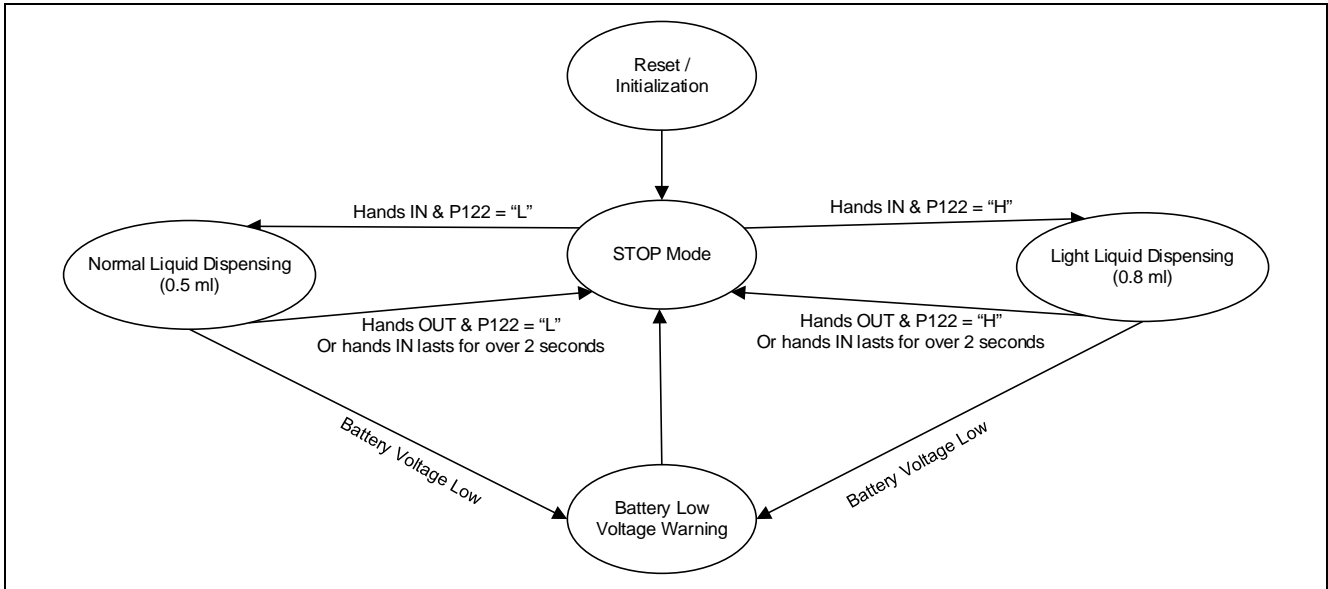 Reset /
Initialization
Hands IN & P122 = “L”
Hands IN & P122 = “H”
Normal Liquid Dispensing
(0.5 ml)
STOP Mode
Light Liquid Dispensing
(0.8 ml)
Hands OUT & P122 = “L”
Or hands IN lasts for over 2 seconds
Hands OUT & P122 = “H”
Or hands IN lasts for over 2 seconds
Battery Voltage Low
Battery Voltage Low
Battery Low
Voltage Warning